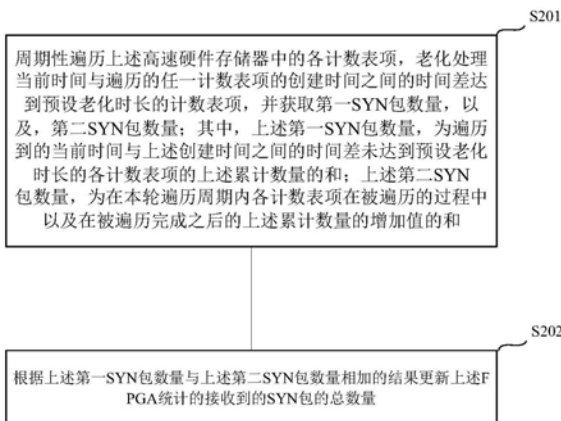 S201
周期性遍历上述高速硬件存储器中的各计数表项，老化处理
当前时间与遍历的任一计数表项的创建时间之间的时间差达
到预设老化时长的计数表项，并获取第一SYN包数量，以
及，第二SYN包数量；其中，上述第一SYN包数量，为遍历
到的当前时间与上述创建时间之间的时间差未达到预设老化
时长的各计数表项的上述累计数量的和；上述第二SYN
包数量，为在本轮遍历周期内各计数表项在被遍历的过程中
以及在被遍历完成之后的上述累计数量的增加值的和
S202
根据上述第一SYN包数量与上述第二SYN包数量相加的结果更新上述F
PGA统计的接收到的SYN包的总数量